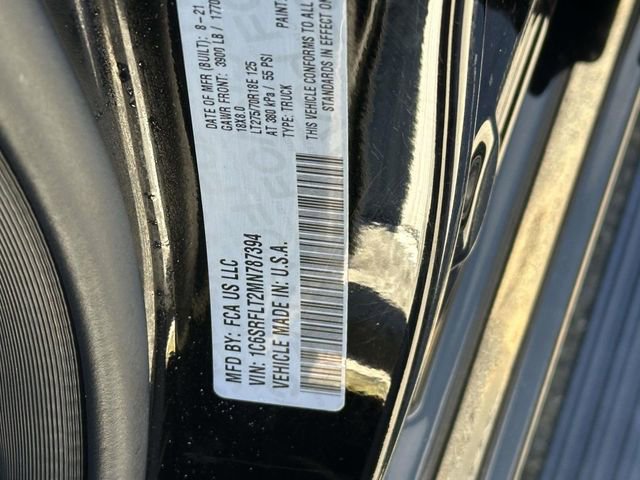 MFD BY: FCA US LLC
DATE OF MFR (BUILT): 8-21
GAWR FRONT: 3900 LB / 1770
18X8.0
LT275/70R18E 125
AT 380 kPa / 55 PSI
TYPE: TRUCK
PAINT:
THIS VEHICLE CONFORMS TO ALL
STANDARDS IN EFFECT ON
VIN: 1C6SRFLT2MN787394
VEHICLE MADE IN: U.S.A.